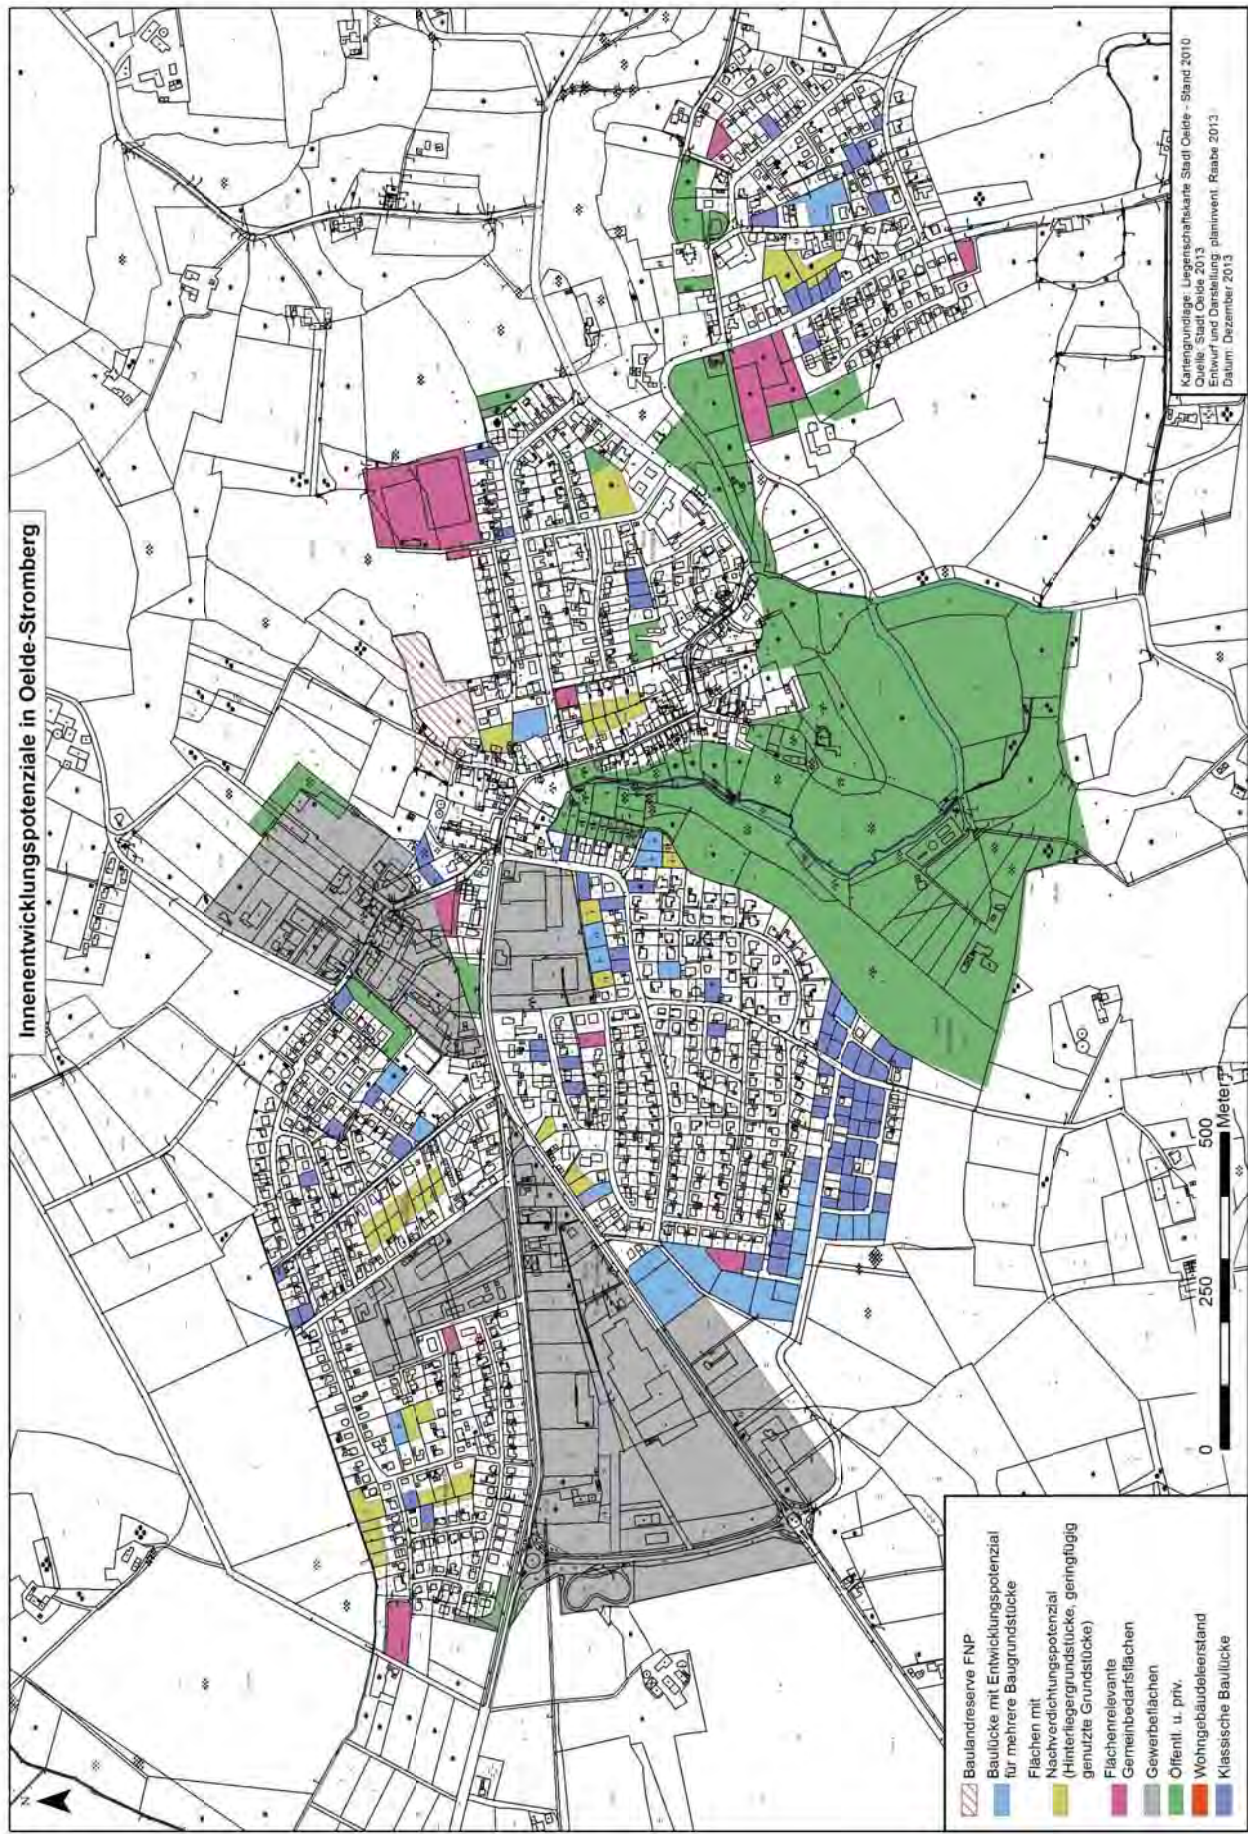 Innenentwicklungspotenziale in Oelde-Stromberg
N
Baulandreserve FNP
Baulücke mit Entwicklungspotenzial
für mehrere Baugrundstücke
Flächen mit
Nachverdichtungspotenzial
(Hinterliegergrundstücke, geringfügig
genutzte Grundstücke)
Flächenrelevante
Gemeinbedarfsflächen
Gewerbeflächen
Öffentl. u. priv.
Wohngebäudeleerstand
Klassische Baulücke
0
250
500
Meter
Kartengrundlage: Liegenschaftskarte Stadt Oelde - Stand 2010
Quelle: Stadt Oelde 2013
Entwurf und Darstellung: planinvent, Raabe 2013
Datum: Dezember 2013